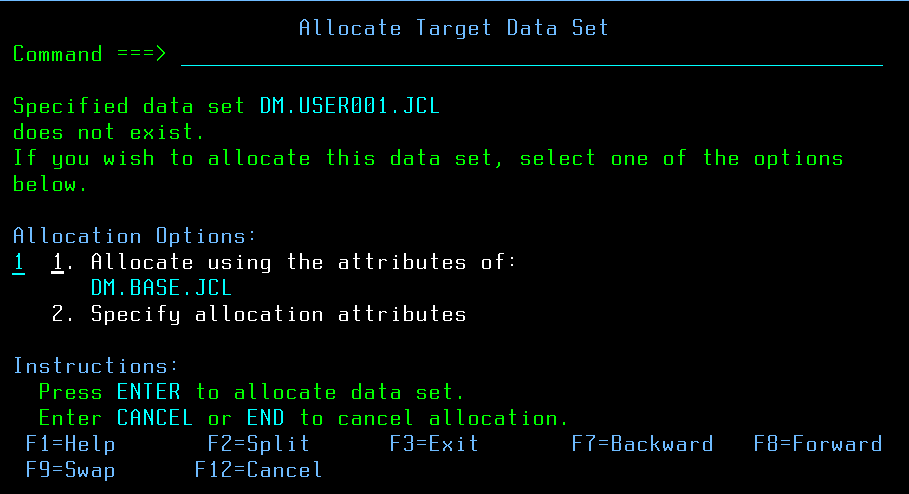 Allocate Target Data Set
Command ===>
Specified data set DM.USER001.JCL
does not exist.
If you wish to allocate this data set, select one of the options
below.
Allocation Options:
1 1. Allocate using the attributes of:
DM.BASE.JCL
2. Specify allocation attributes
Instructions:
Press ENTER to allocate data set.
Enter CANCEL or END to cancel allocation.
F1=Help F2=Split F3=Exit F7=Backward F8=Forward
F9=Swap F12=Cancel